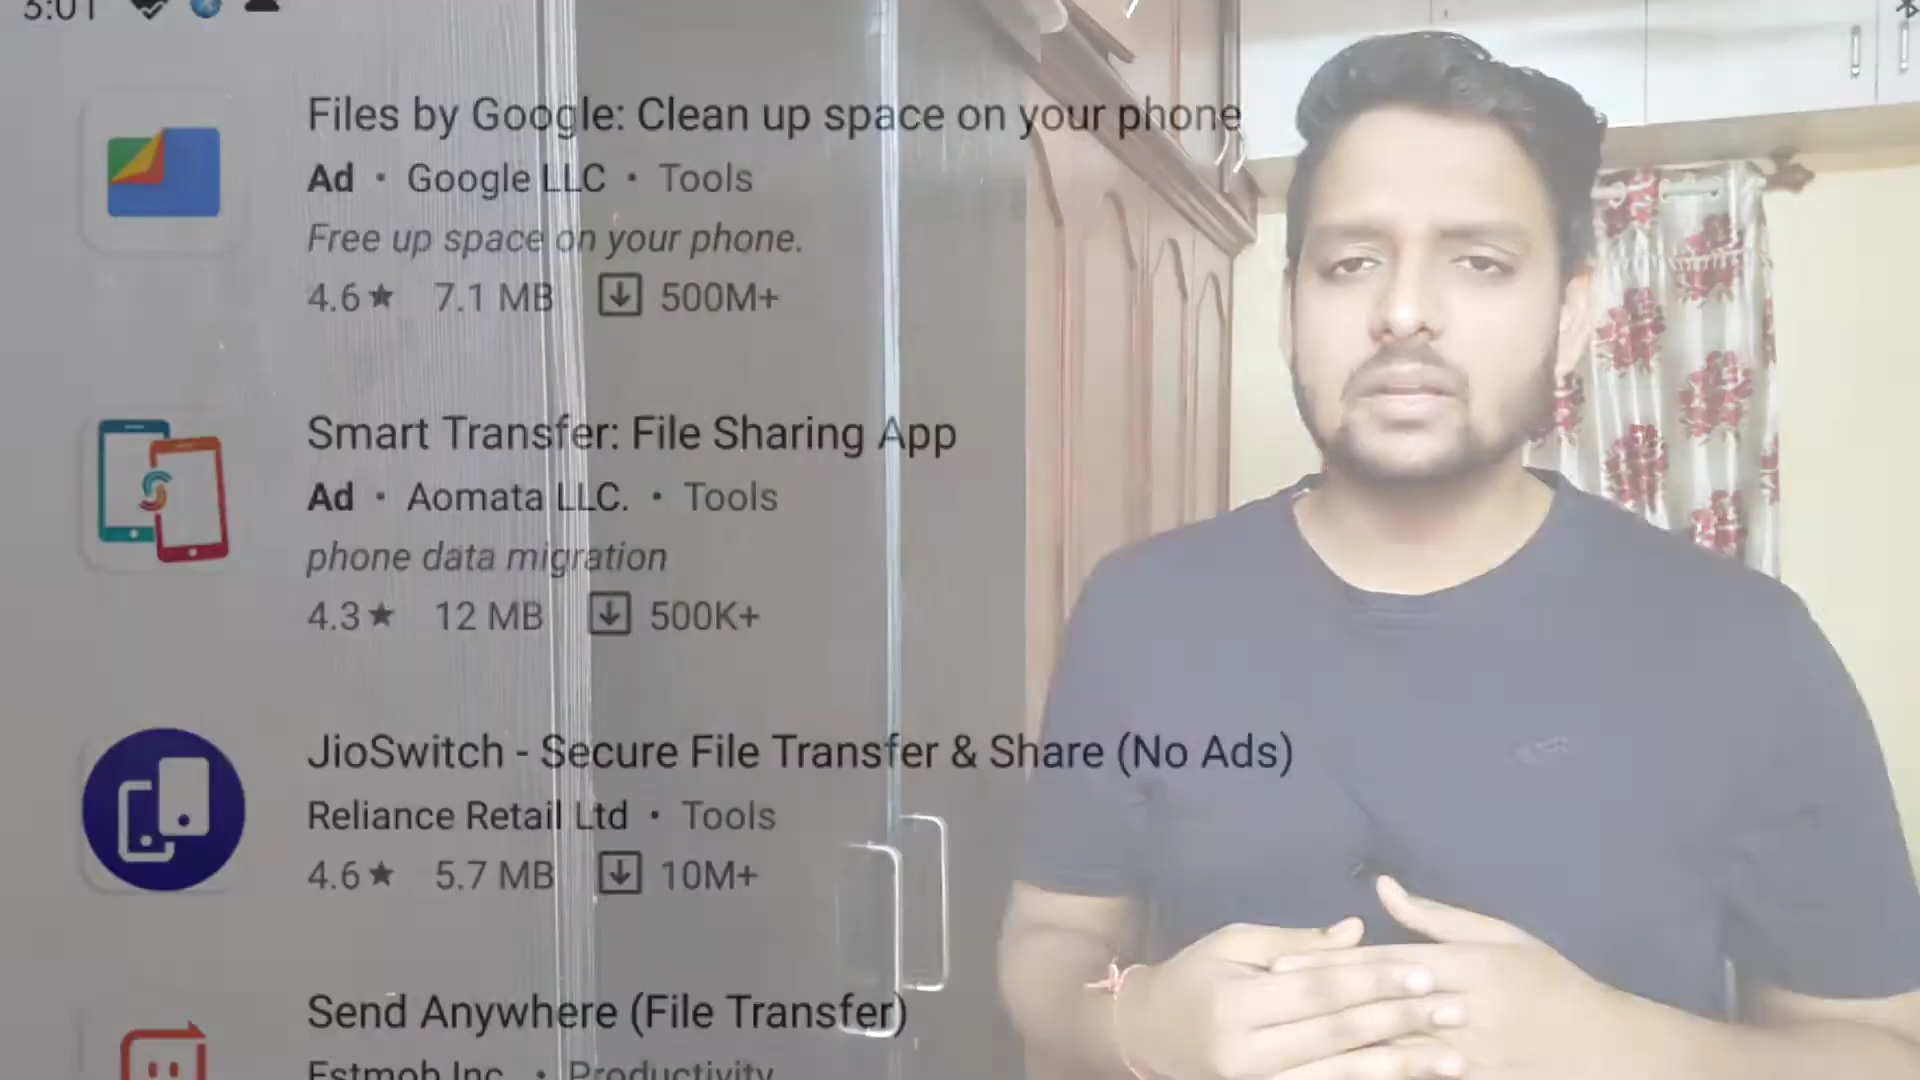 5:01
Files by Google: Clean up space on your phone
Ad • Google LLC • Tools
Free up space on your phone.
4.6★ 7.1 MB 500M+
Smart Transfer: File Sharing App
Ad • Aomata LLC. • Tools
phone data migration
4.3★ 12 MB 500K+
JioSwitch - Secure File Transfer & Share (No Ads)
Reliance Retail Ltd • Tools
4.6★ 5.7 MB 10M+
Send Anywhere (File Transfer)
Estmob Inc. • Productivity